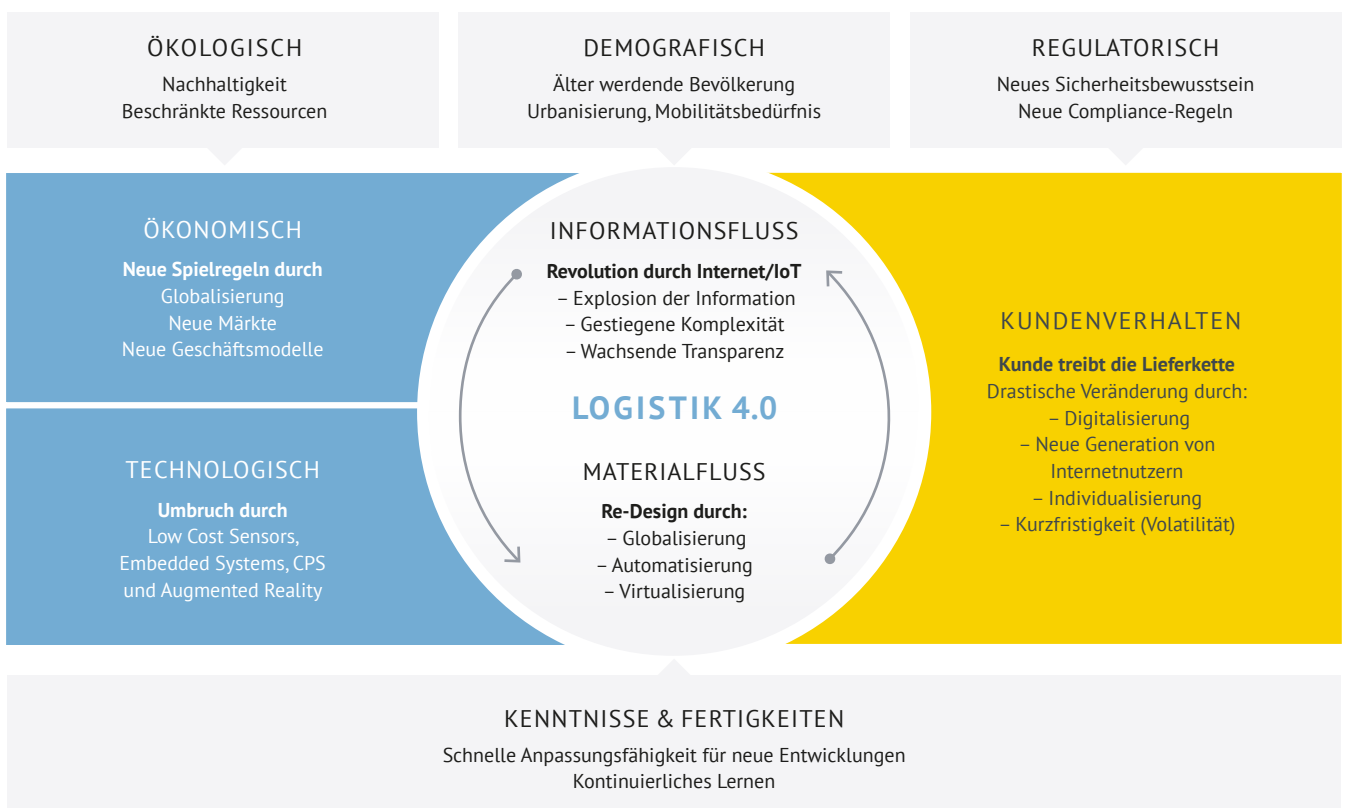 ÖKOLOGISCH
Nachhaltigkeit
Beschränkte Ressourcen
DEMOGRAFISCH
Älter werdende Bevölkerung
Urbanisierung, Mobilitätsbedürfnis
REGULATORISCH
Neues Sicherheitsbewusstsein
Neue Compliance-Regeln
ÖKONOMISCH
Neue Spielregeln durch
Globalisierung
Neue Märkte
Neue Geschäftsmodelle
TECHNOLOGISCH
Umbruch durch
Low Cost Sensors,
Embedded Systems, CPS
und Augmented Reality
INFORMATIONSFLUSS
Revolution durch Internet/IoT
– Explosion der Information
– Gestiegene Komplexität
– Wachsende Transparenz
LOGISTIK 4.0
MATERIALFLUSS
Re-Design durch:
– Globalisierung
– Automatisierung
– Virtualisierung
KUNDENVERHALTEN
Kunde treibt die Lieferkette
Drastische Veränderung durch:
– Digitalisierung
– Neue Generation von
Internetnutzern
– Individualisierung
– Kurzfristigkeit (Volatilität)
KENNTNISSE & FERTIGKEITEN
Schnelle Anpassungsfähigkeit für neue Entwicklungen
Kontinuierliches Lernen